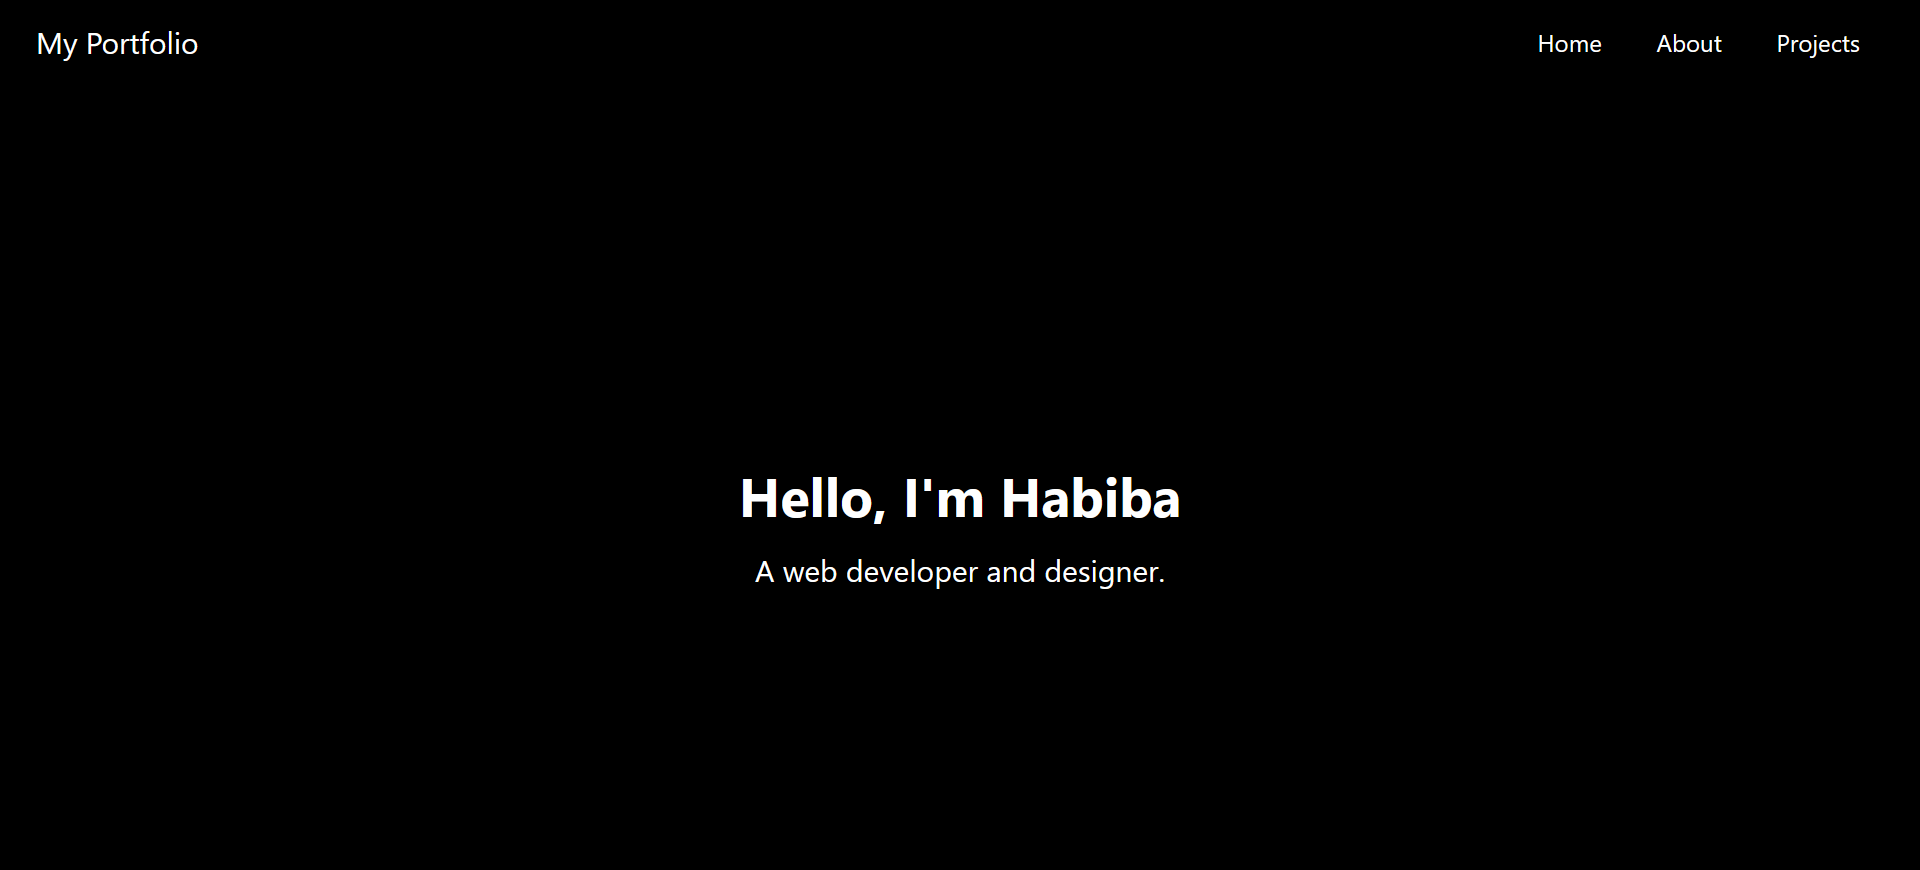 My Portfolio
Home About Projects
Hello, I'm Habiba
A web developer and designer.